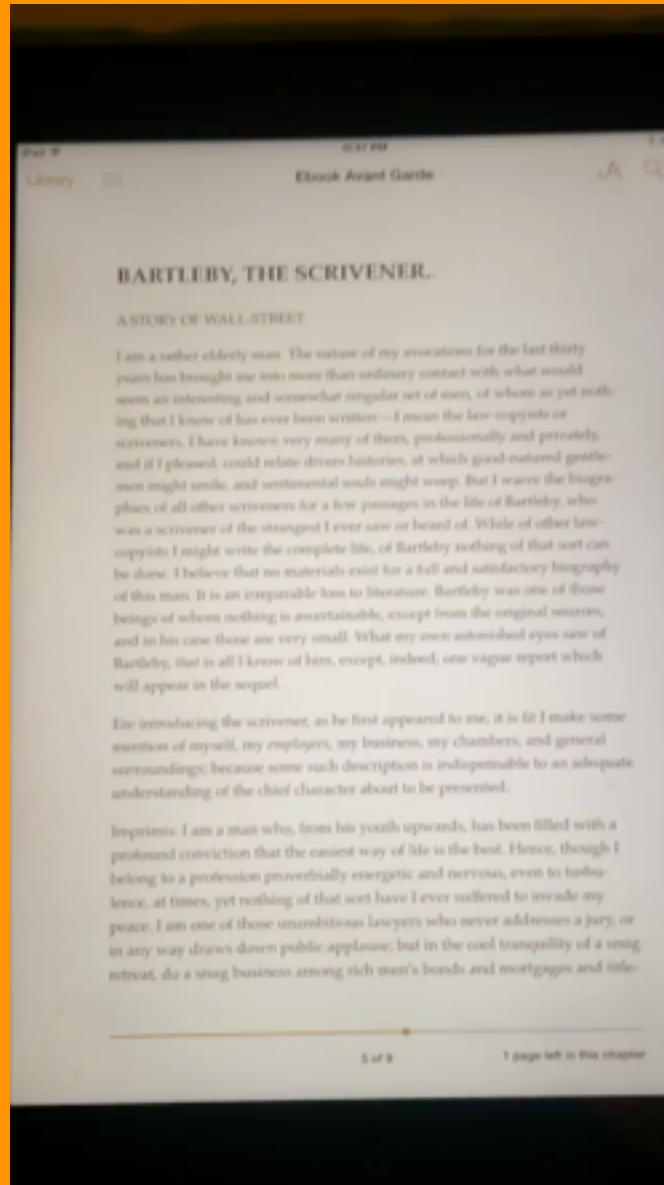 iPad
10:47 PM
Library
Ebook Avant Garde
AA
BARTLEBY, THE SCRIVENER.
A STORY OF WALL-STREET.
I am a rather elderly man. The nature of my avocations for the last thirty
years has brought me into more than ordinary contact with what would
seem an interesting and somewhat singular set of men, of whom as yet noth-
ing that I know of has ever been written:—I mean the law-copyists or
scriveners. I have known very many of them, professionally and privately,
and if I pleased, could relate divers histories, at which good-natured gentle-
men might smile, and sentimental souls might weep. But I waive the biogra-
phies of all other scriveners for a few passages in the life of Bartleby, who
was a scrivener of the strangest I ever saw or heard of. While of other law-
copyists I might write the complete life, of Bartleby nothing of that sort can
be done. I believe that no materials exist for a full and satisfactory biography
of this man. It is an irreparable loss to literature. Bartleby was one of those
beings of whom nothing is ascertainable, except from the original sources,
and in his case those are very small. What my own astonished eyes saw of
Bartleby, that is all I know of him, except, indeed, one vague report which
will appear in the sequel.
Ere introducing the scrivener, as he first appeared to me, it is fit I make some
mention of myself, my employees, my business, my chambers, and general
surroundings; because some such description is indispensable to an adequate
understanding of the chief character about to be presented.
Imprimis: I am a man who, from his youth upwards, has been filled with a
profound conviction that the easiest way of life is the best. Hence, though I
belong to a profession proverbially energetic and nervous, even to turbu-
lence, at times, yet nothing of that sort have I ever suffered to invade my
peace. I am one of those unambitious lawyers who never addresses a jury, or
in any way draws down public applause; but in the cool tranquility of a snug
retreat, do a snug business among rich men's bonds and mortgages and title-
5 of 9
1 page left in this chapter